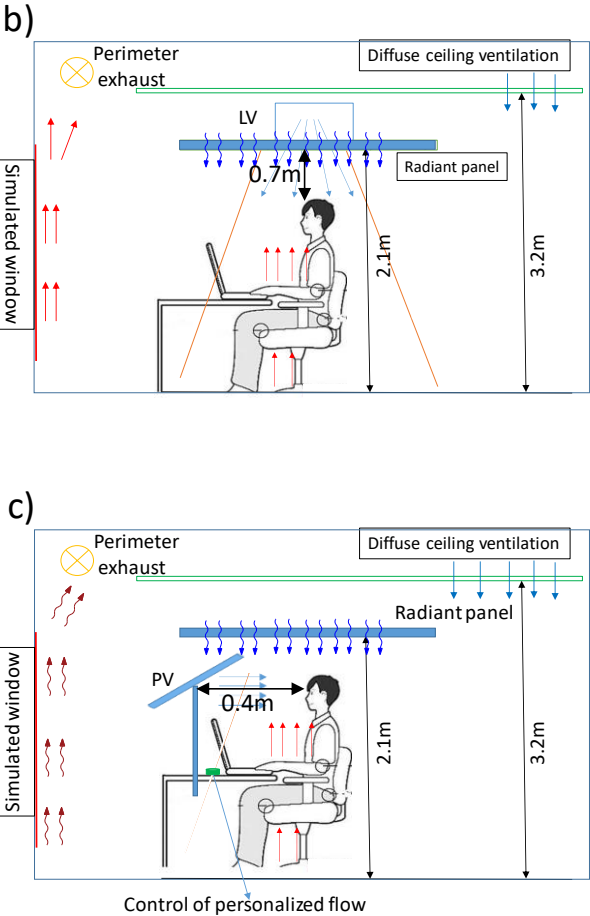 b)
Perimeter
exhaust
Diffuse ceiling ventilation
LV
Radiant panel
0.7m
Simulated window
2.1m
3.2m
c)
Perimeter
exhaust
Diffuse ceiling ventilation
Radiant panel
PV
0.4m
Simulated window
2.1m
3.2m
Control of personalized flow